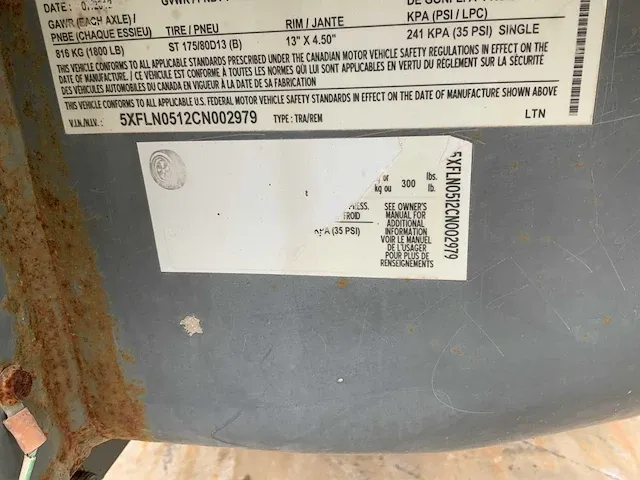 DATE:
GAWR (EACH AXLE) /
PNBE (CHAQUE ESSIEU)
816 KG (1800 LB)
TIRE / PNEU
ST 175/80D13 (B)
RIM / JANTE
13" X 4.50"
KPA (PSI / LPC)
241 KPA (35 PSI) SINGLE
THIS VEHICLE CONFORMS TO ALL APPLICABLE STANDARDS PRESCRIBED UNDER THE CANADIAN MOTOR VEHICLE SAFETY REGULATIONS IN EFFECT ON THE
DATE OF MANUFACTURE. / CE VÉHICULE EST CONFORME À TOUTES LES NORMES QUI LUI SONT APPLICABLES EN VERTU DU RÈGLEMENT SUR LA SÉCURITÉ
DES VÉHICULES AUTOMOBILES DU CANADA EN VIGUEUR À LA DATE DE SA FABRICATION
THIS VEHICLE CONFORMS TO ALL APPLICABLE U.S. FEDERAL MOTOR VEHICLE SAFETY STANDARDS IN EFFECT ON THE DATE OF MANUFACTURE SHOWN ABOVE
V.I.N./N.I.V.: 5XFLN0512CN002979 TYPE: TRA/REM LTN
or
kg ou 300 lbs.
lb.
PRESS.
FROID
KPA (35 PSI)
SEE OWNER'S
MANUAL FOR
ADDITIONAL
INFORMATION
VOIR LE MANUEL
DE L'USAGER
POUR PLUS DE
RENSEIGNEMENTS
5XFLN0512CN002979